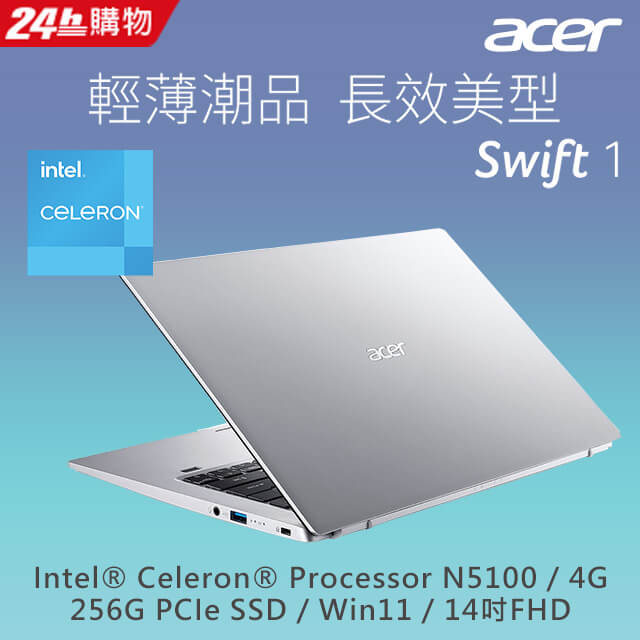 24h購物
acer
輕薄潮品 長效美型
Swift 1
intel.
CELERON®
acer
Intel® Celeron® Processor N5100 / 4G
256G PCIe SSD / Win11 / 14吋FHD